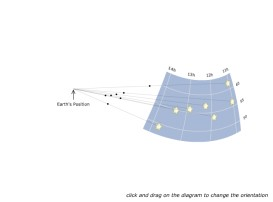 14h
13h
12h
11h
Earth's Position
click and drag on the diagram to change the orientation